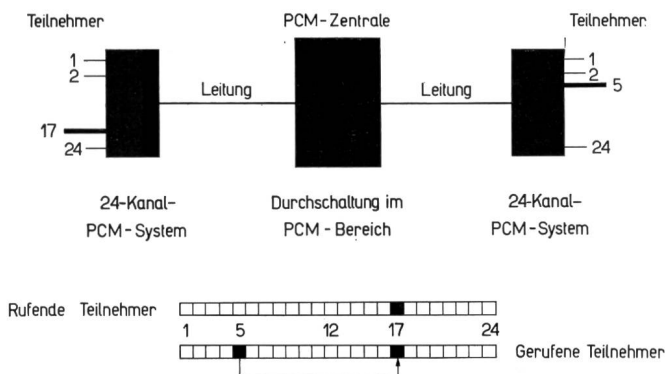 Teilnehmer PCM-Zentrale Teilnehmer
1 1
2 2
Leitung Leitung 5
17
24 24
24-Kanal- Durchschaltung im 24-Kanal-
PCM-System PCM-Bereich PCM-System
Rufende Teilnehmer
1 5 12 17 24
Gerufene Teilnehmer